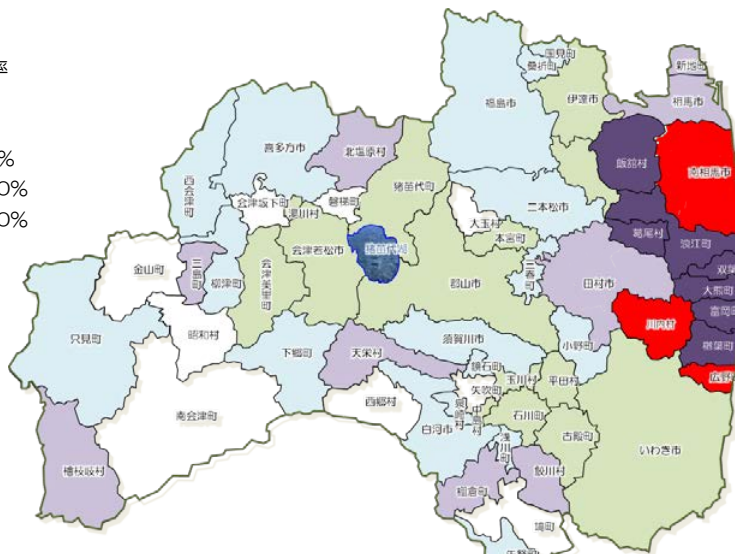 率
%
0%
0%
国見町
桑折町
新地町
福島市
伊達市
相馬市
喜多方市
北塩原村
飯舘村
南相馬市
西会津町
猪苗代町
会津坂下町
磐梯町
湯川村
二本松市
大玉村
本宮町
葛尾村
浪江町
猪苗代湖
会津若松市
金山町
三島町
柳津町
会津美里町
郡山市
三春町
田村市
双葉
大熊町
富岡町
川内村
只見町
昭和村
下郷町
天栄村
須賀川市
小野町
楢葉町
鏡石町
玉川村
平田村
広野
矢吹町
西郷村
南会津町
白河市
泉崎村
中島村
石川町
古殿町
いわき市
浅川町
檜枝岐村
棚倉町
鮫川村
塙町
矢祭町